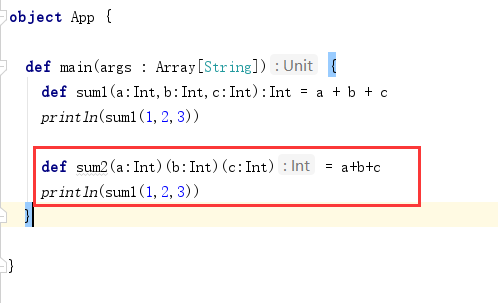 object App {
def main(args : Array[String]) : Unit {
def sum1(a:Int,b:Int,c:Int):Int = a + b + c
println(sum1(1,2,3))
def sum2(a:Int)(b:Int)(c:Int) : Int = a+b+c
println(sum1(1,2,3))
}
}